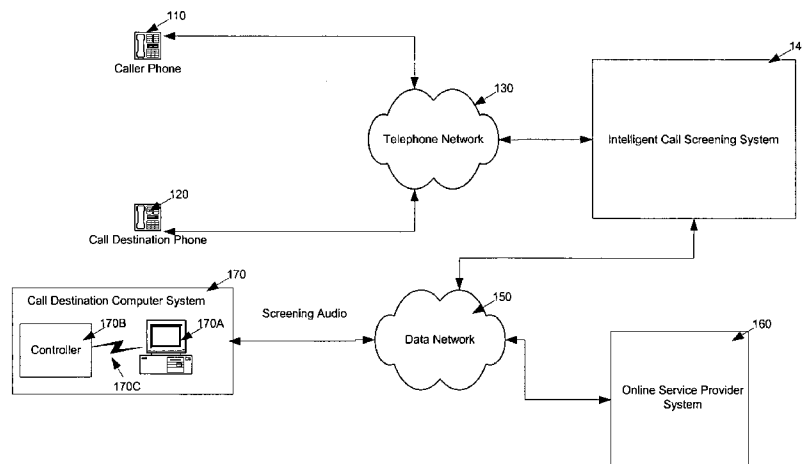 110
Caller Phone
14
130
Telephone Network
Intelligent Call Screening System
120
Call Destination Phone
170
Call Destination Computer System
170B
170A
Controller
170C
Screening Audio
150
Data Network
160
Online Service Provider
System